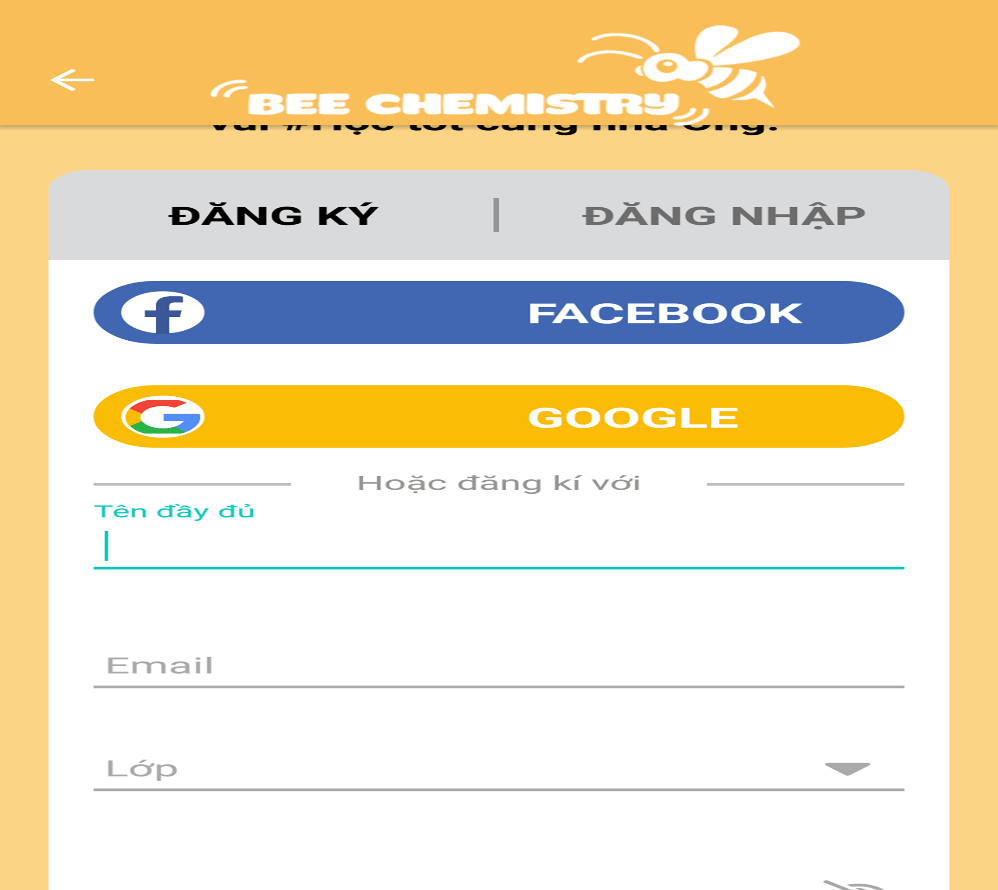 BEE CHEMISTRY
ĐĂNG KÝ | ĐĂNG NHẬP
FACEBOOK
GOOGLE
Hoặc đăng kí với
Tên đầy đủ
Email
Lớp